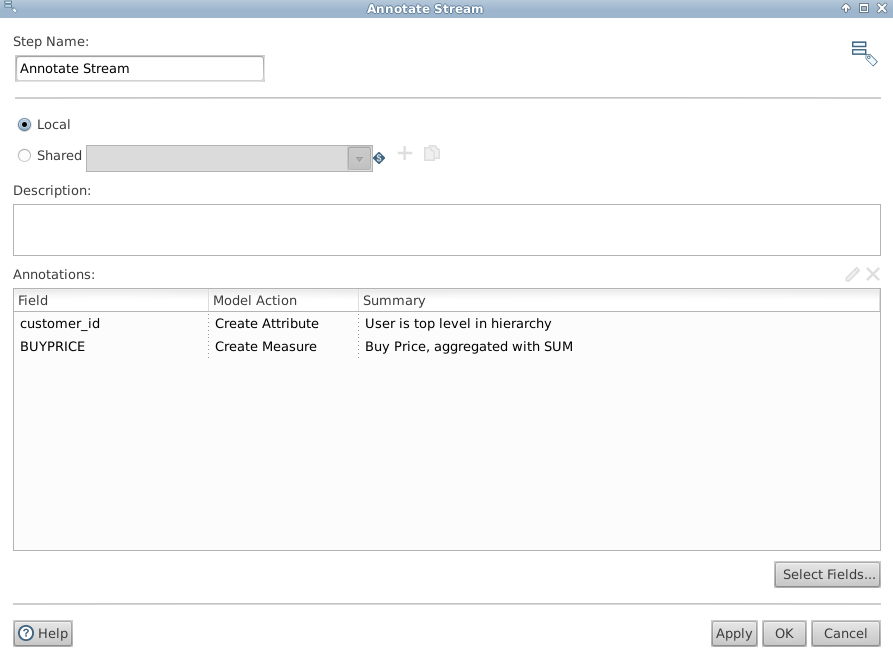 Annotate Stream
Step Name:
Annotate Stream
Local
Shared
Description:
Annotations:
Field Model Action Summary
customer_id Create Attribute User is top level in hierarchy
BUYPRICE Create Measure Buy Price, aggregated with SUM
Select Fields...
Help Apply OK Cancel